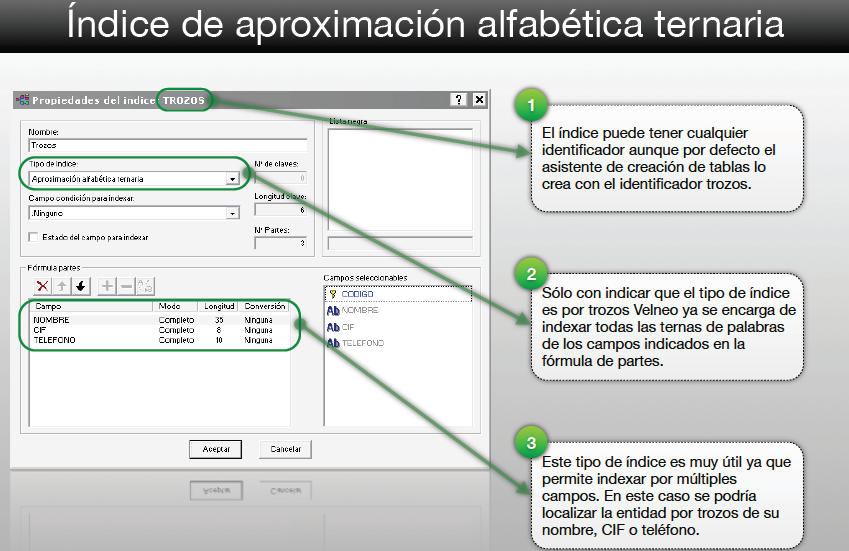 Índice de aproximación alfabética ternaria
Propiedades del índice TROZOS
Nombre:
Trozos
Tipo de índice:
Aproximación alfabética ternaria
Campo condición para indexar:
.Ninguno
Estado del campo para indexar
Nº de claves:
0
Longitud clave:
6
Nº Partes:
3
Lista negra
Fórmula partes
Campo Modo Longitud Conversión
NOMBRE Completo 35 Ninguna
CIF Completo 8 Ninguna
TELEFONO Completo 10 Ninguna
Campos seleccionables
CODIGO
Ab NOMBRE
Ab CIF
Ab TELEFONO
Aceptar
Cancelar
1
El índice puede tener cualquier
identificador aunque por defecto el
asistente de creación de tablas lo
crea con el identificador trozos.
2
Sólo con indicar que el tipo de índice
es por trozos Velneo ya se encarga de
indexar todas las ternas de palabras
de los campos indicados en la
fórmula de partes.
3
Este tipo de índice es muy útil ya que
permite indexar por múltiples
campos. En este caso se podría
localizar la entidad por trozos de su
nombre, CIF o teléfono.